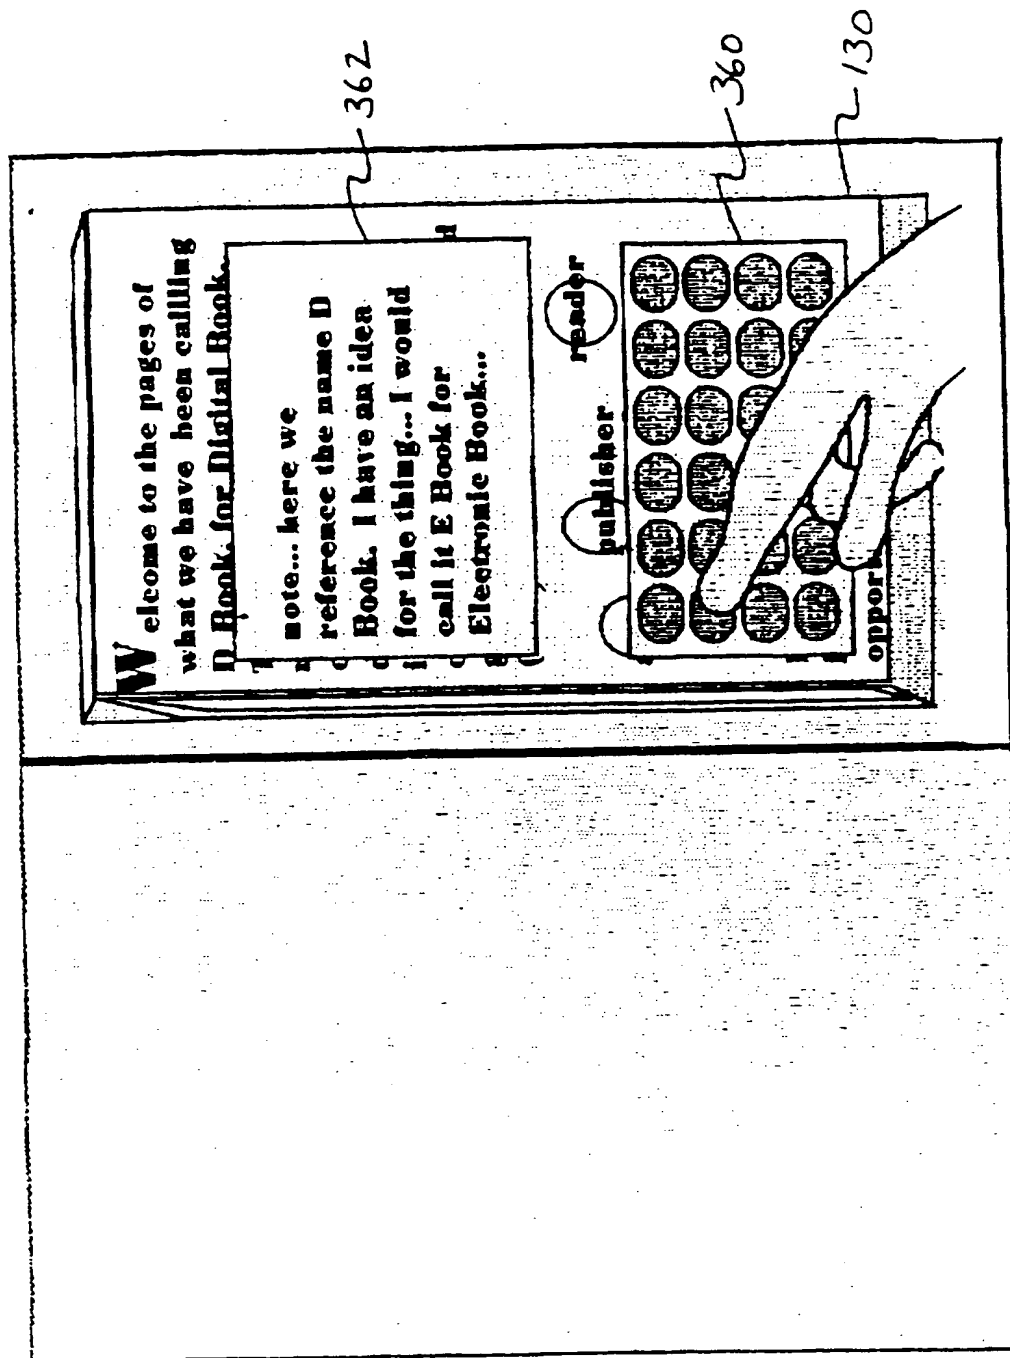 Welcome to the pages of
what we have been callling
D Book, for Digital Book.
note... here we
reference the name D
Book. I have an idea
for the thing... I would
call it E Book for
Electronic Book...
publisher reader
362
360
130